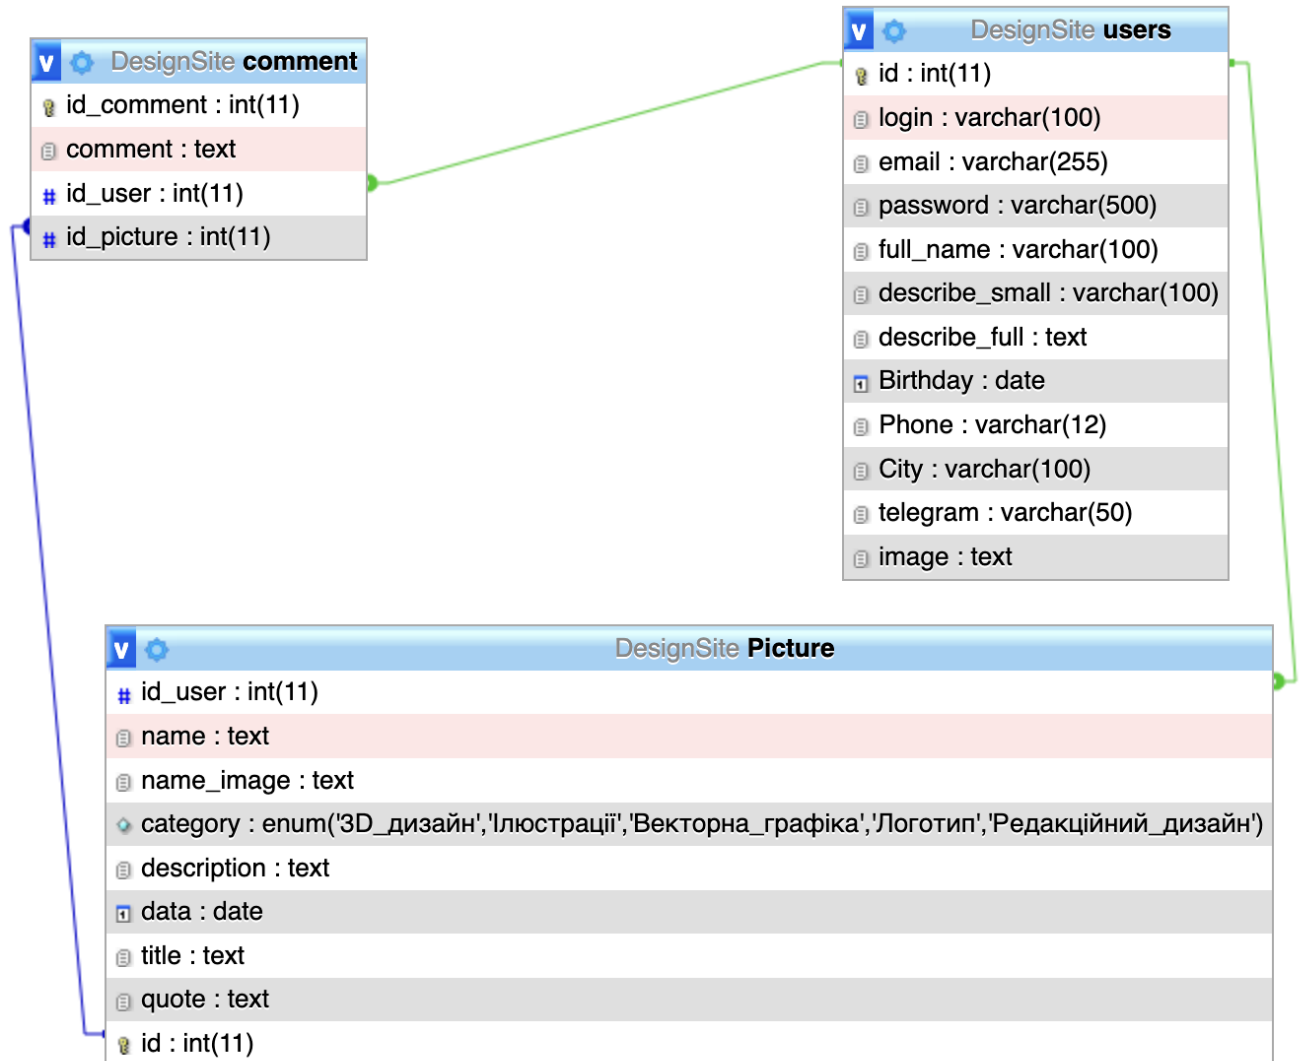 DesignSite comment
id_comment : int(11)
comment : text
id_user : int(11)
id_picture : int(11)
DesignSite users
id : int(11)
login : varchar(100)
email : varchar(255)
password : varchar(500)
full_name : varchar(100)
describe_small : varchar(100)
describe_full : text
Birthday : date
Phone : varchar(12)
City : varchar(100)
telegram : varchar(50)
image : text
DesignSite Picture
id_user : int(11)
name : text
name_image : text
category : enum('3D_дизайн','Ілюстрації','Векторна_графіка','Логотип','Редакційний_дизайн')
description : text
data : date
title : text
quote : text
id : int(11)